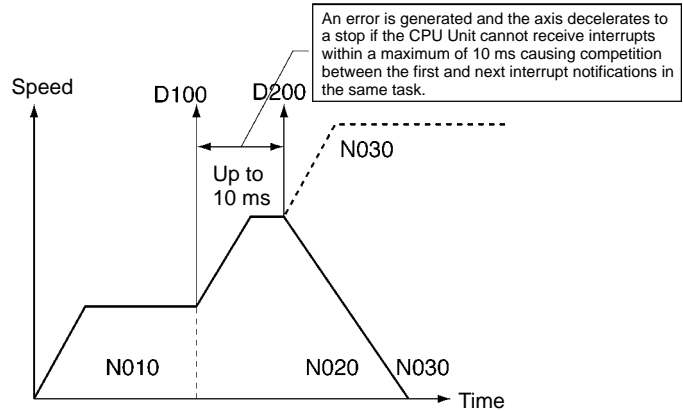 An error is generated and the axis decelerates to
a stop if the CPU Unit cannot receive interrupts
within a maximum of 10 ms causing competition
between the first and next interrupt notifications in
the same task.
Speed
D100
D200
N030
Up to
10 ms
N010
N020
N030
Time